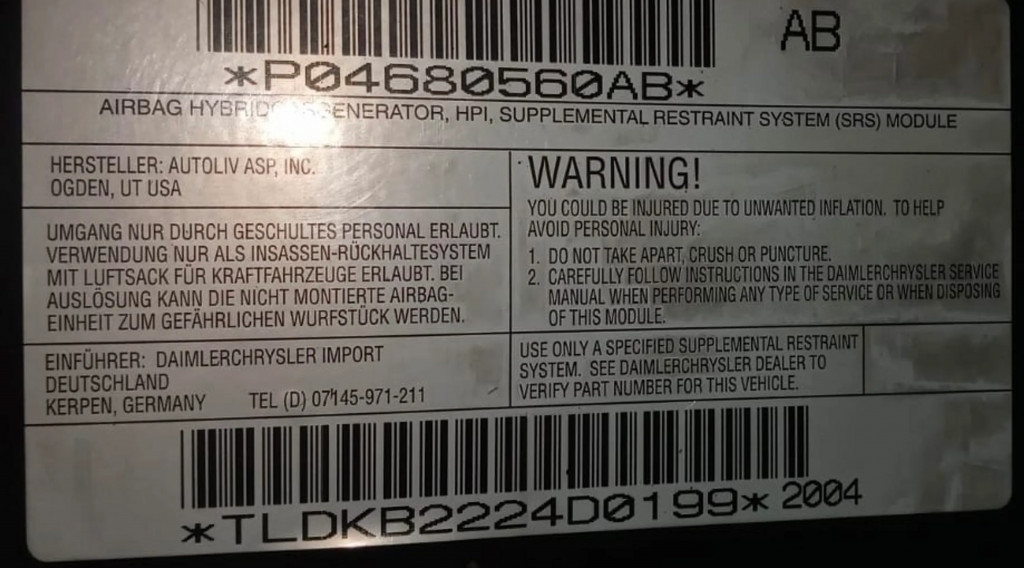 AB
*P04680560AB*
AIRBAG HYBRID GENERATOR, HPI, SUPPLEMENTAL RESTRAINT SYSTEM (SRS) MODULE
HERSTELLER: AUTOLIV ASP, INC.
OGDEN, UT USA
UMGANG NUR DURCH GESCHULTES PERSONAL ERLAUBT.
VERWENDUNG NUR ALS INSASSEN-RÜCKHALTESYSTEM
MIT LUFTSACK FÜR KRAFTFAHRZEUGE ERLAUBT. BEI
AUSLÖSUNG KANN DIE NICHT MONTIERTE AIRBAG-
EINHEIT ZUM GEFÄHRLICHEN WURFSTÜCK WERDEN.
EINFÜHRER: DAIMLERCHRYSLER IMPORT
DEUTSCHLAND
KERPEN, GERMANY TEL (D) 07145-971-211
WARNING!
YOU COULD BE INJURED DUE TO UNWANTED INFLATION. TO HELP
AVOID PERSONAL INJURY:
1. DO NOT TAKE APART, CRUSH OR PUNCTURE.
2. CAREFULLY FOLLOW INSTRUCTIONS IN THE DAIMLERCHRYSLER SERVICE
MANUAL WHEN PERFORMING ANY TYPE OF SERVICE OR WHEN DISPOSING
OF THIS MODULE.
USE ONLY A SPECIFIED SUPPLEMENTAL RESTRAINT
SYSTEM. SEE DAIMLERCHRYSLER DEALER TO
VERIFY PART NUMBER FOR THIS VEHICLE.
*TLDKB2224D0199* 2004